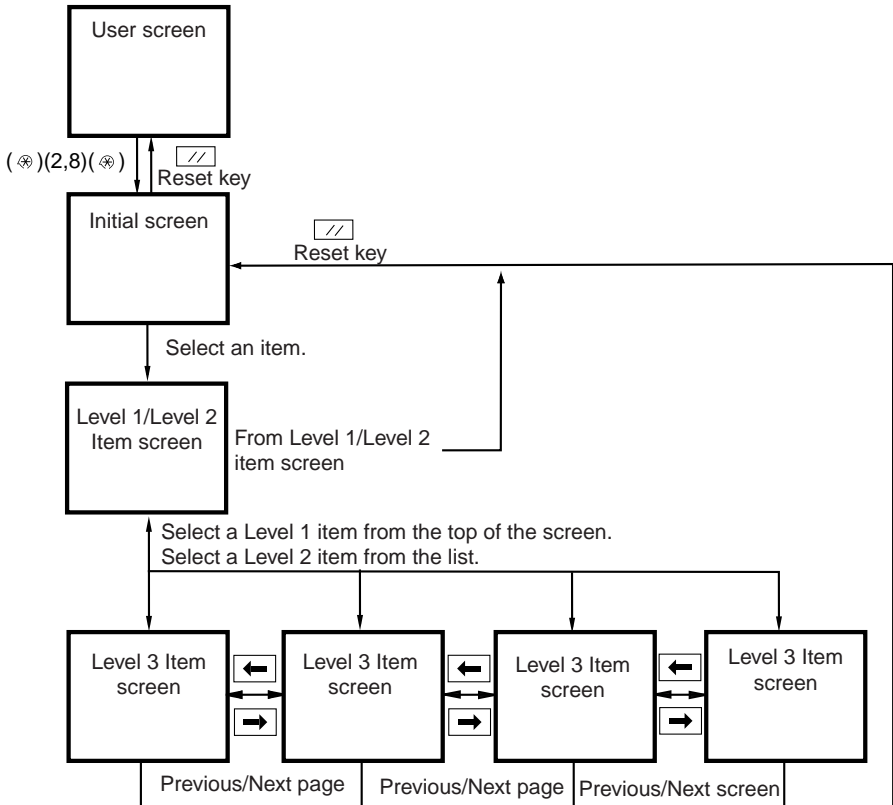 User screen
(⊛)(2,8)(⊛)
Reset key
Initial screen
Reset key
Select an item.
Level 1/Level 2
Item screen
From Level 1/Level 2
item screen
Select a Level 1 item from the top of the screen.
Select a Level 2 item from the list.
Level 3 Item
screen
Level 3 Item
screen
Level 3 Item
screen
Level 3 Item
screen
Previous/Next page
Previous/Next page
Previous/Next screen